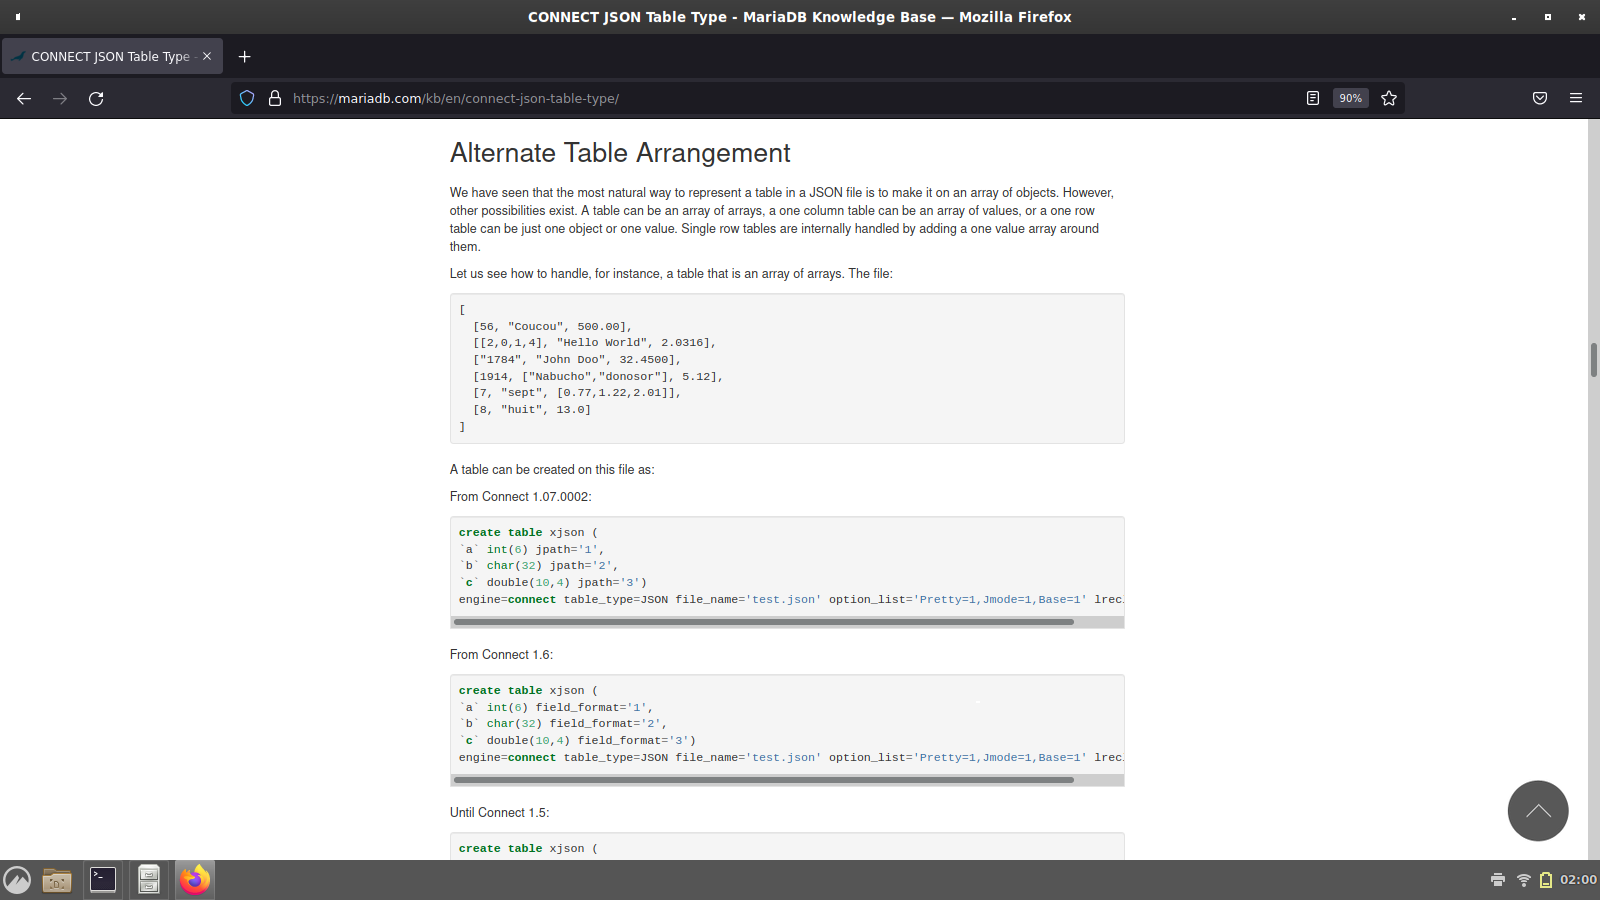 CONNECT JSON Table Type - MariaDB Knowledge Base — Mozilla Firefox
CONNECT JSON Table Type -
https://mariadb.com/kb/en/connect-json-table-type/
90%
Alternate Table Arrangement
We have seen that the most natural way to represent a table in a JSON file is to make it on an array of objects. However,
other possibilities exist. A table can be an array of arrays, a one column table can be an array of values, or a one row
table can be just one object or one value. Single row tables are internally handled by adding a one value array around
them.
Let us see how to handle, for instance, a table that is an array of arrays. The file:
[
  [56, "Coucou", 500.00],
  [[2,0,1,4], "Hello World", 2.0316],
  ["1784", "John Doo", 32.4500],
  [1914, ["Nabucho","donosor"], 5.12],
  [7, "sept", [0.77,1.22,2.01]],
  [8, "huit", 13.0]
]
A table can be created on this file as:
From Connect 1.07.0002:
create table xjson (
`a` int(6) jpath='1',
`b` char(32) jpath='2',
`c` double(10,4) jpath='3')
engine=connect table_type=JSON file_name='test.json' option_list='Pretty=1,Jmode=1,Base=1' lrec
From Connect 1.6:
create table xjson (
`a` int(6) field_format='1',
`b` char(32) field_format='2',
`c` double(10,4) field_format='3')
engine=connect table_type=JSON file_name='test.json' option_list='Pretty=1,Jmode=1,Base=1' lrec
Until Connect 1.5:
create table xjson (
02:00